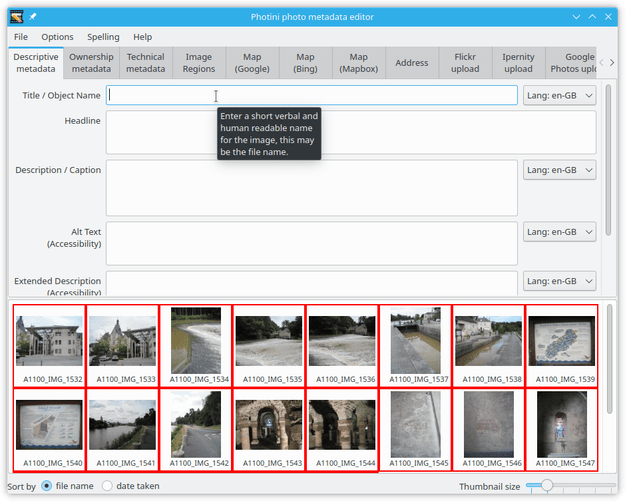 Photini photo metadata editor
File Options Spelling Help
Descriptive metadata
Ownership metadata
Technical metadata
Image Regions
Map (Google)
Map (Bing)
Map (Mapbox)
Address
Flickr upload
Ipernity upload
Google Photos uplo
Title / Object Name
Lang: en-GB
Enter a short verbal and
human readable name
for the image, this may
be the file name.
Headline
Description / Caption
Lang: en-GB
Alt Text
(Accessibility)
Lang: en-GB
Extended Description
(Accessibility)
Lang: en-GB
A1100_IMG_1532 A1100_IMG_1533 A1100_IMG_1534 A1100_IMG_1535 A1100_IMG_1536 A1100_IMG_1537 A1100_IMG_1538 A1100_IMG_1539
A1100_IMG_1540 A1100_IMG_1541 A1100_IMG_1542 A1100_IMG_1543 A1100_IMG_1544 A1100_IMG_1545 A1100_IMG_1546 A1100_IMG_1547
Sort by file name date taken Thumbnail size